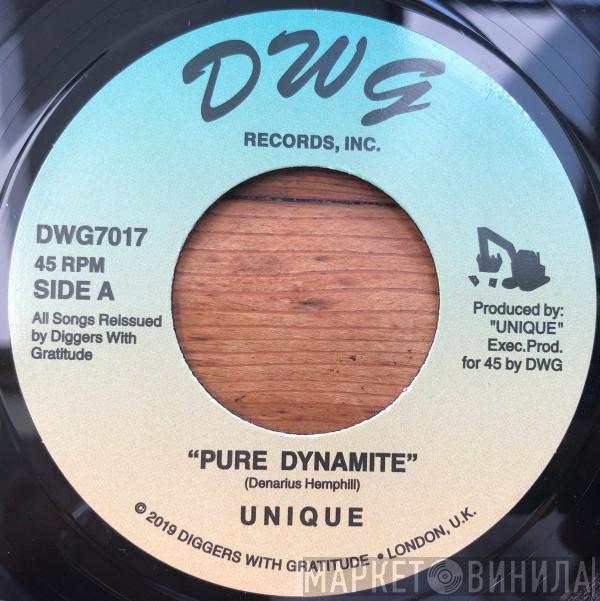 DWG
RECORDS, INC.
DWG7017
45 RPM
SIDE A
All Songs Reissued
by Diggers With
Gratitude
Produced by:
"UNIQUE"
Exec.Prod.
for 45 by DWG
“PURE DYNAMITE”
(Denarius Hemphill)
UNIQUE
© 2019 DIGGERS WITH GRATITUDE • LONDON, U.K.
МАРКЕТ ВИНИЛА